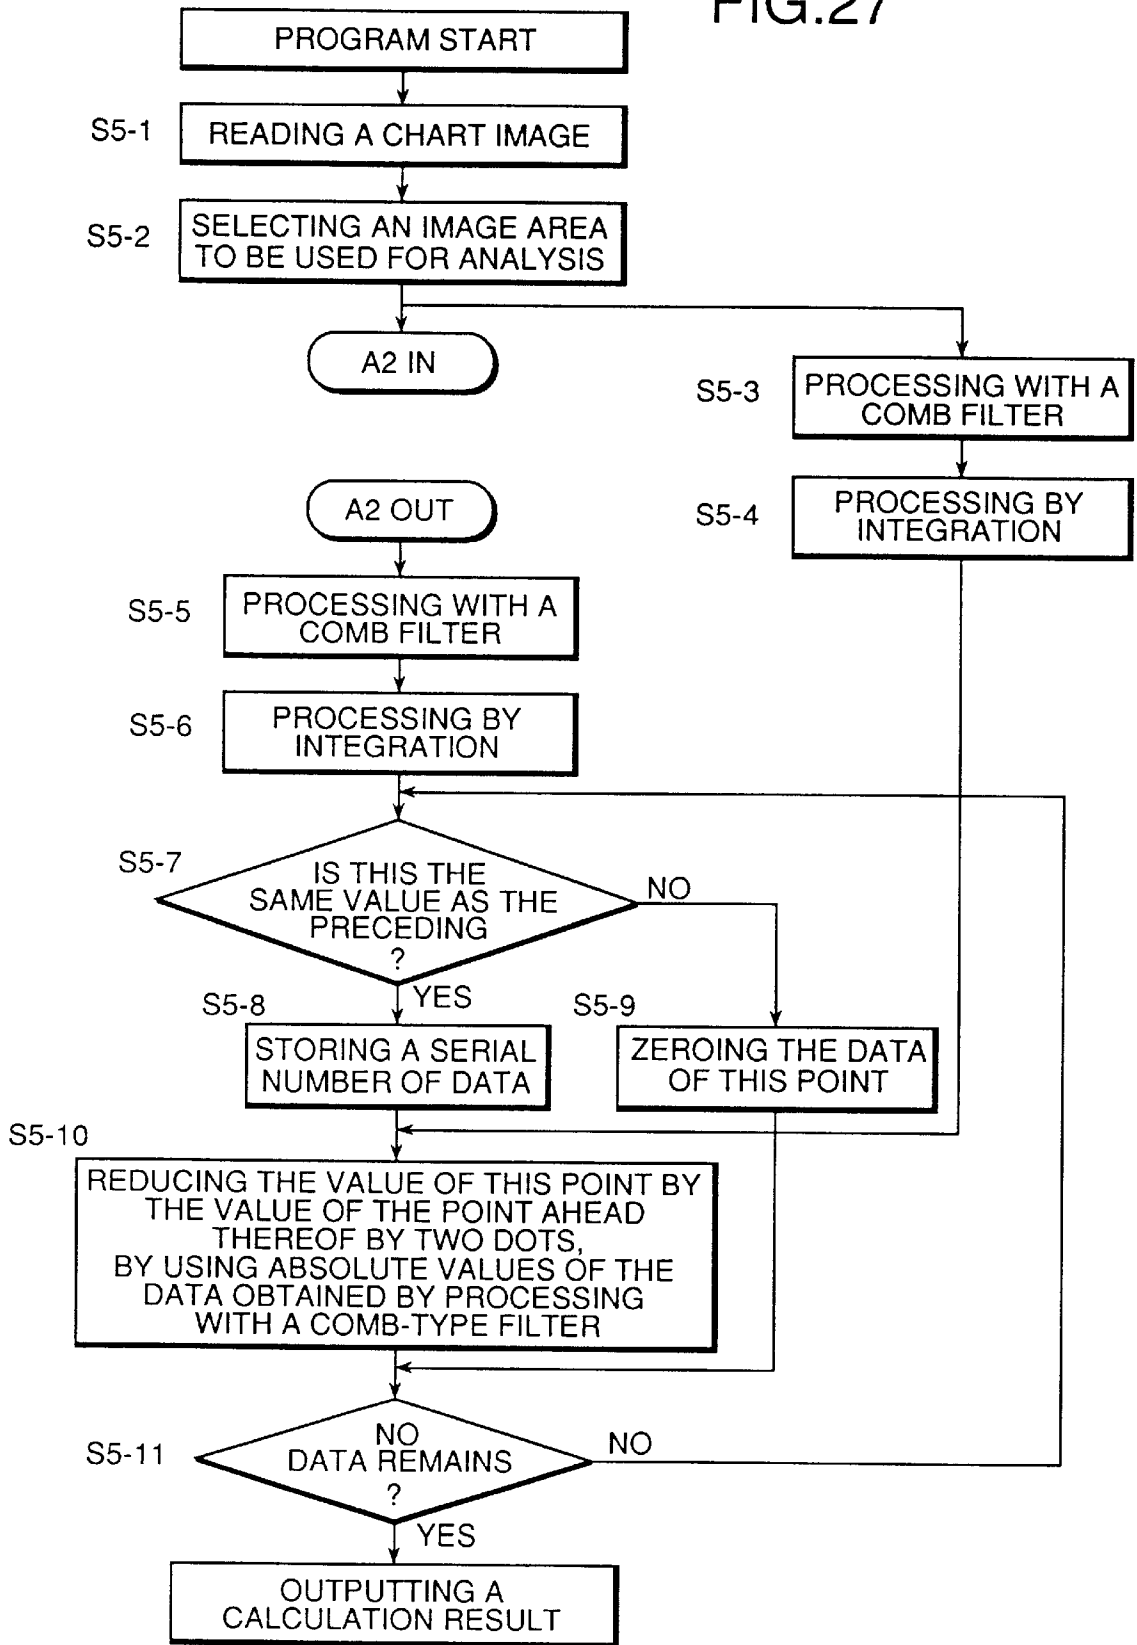 FIG.27
PROGRAM START
S5-1
READING A CHART IMAGE
S5-2
SELECTING AN IMAGE AREA
TO BE USED FOR ANALYSIS
A2 IN
S5-3
PROCESSING WITH A
COMB FILTER
S5-4
PROCESSING BY
INTEGRATION
A2 OUT
S5-5
PROCESSING WITH A
COMB FILTER
S5-6
PROCESSING BY
INTEGRATION
S5-7
IS THIS THE
SAME VALUE AS THE
PRECEDING
?
NO
YES
S5-8
STORING A SERIAL
NUMBER OF DATA
S5-9
ZEROING THE DATA
OF THIS POINT
S5-10
REDUCING THE VALUE OF THIS POINT BY
THE VALUE OF THE POINT AHEAD
THEREOF BY TWO DOTS,
BY USING ABSOLUTE VALUES OF THE
DATA OBTAINED BY PROCESSING
WITH A COMB-TYPE FILTER
S5-11
NO
DATA REMAINS
?
NO
YES
OUTPUTTING A
CALCULATION RESULT